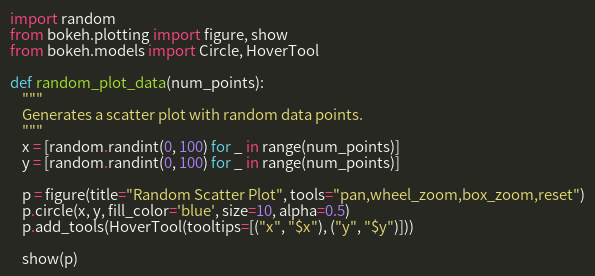 import random
from bokeh.plotting import figure, show
from bokeh.models import Circle, HoverTool

def random_plot_data(num_points):
    """
    Generates a scatter plot with random data points.
    """
    x = [random.randint(0, 100) for _ in range(num_points)]
    y = [random.randint(0, 100) for _ in range(num_points)]

    p = figure(title="Random Scatter Plot", tools="pan,wheel_zoom,box_zoom,reset")
    p.circle(x, y, fill_color='blue', size=10, alpha=0.5)
    p.add_tools(HoverTool(tooltips=[("x", "$x"), ("y", "$y")]))

    show(p)